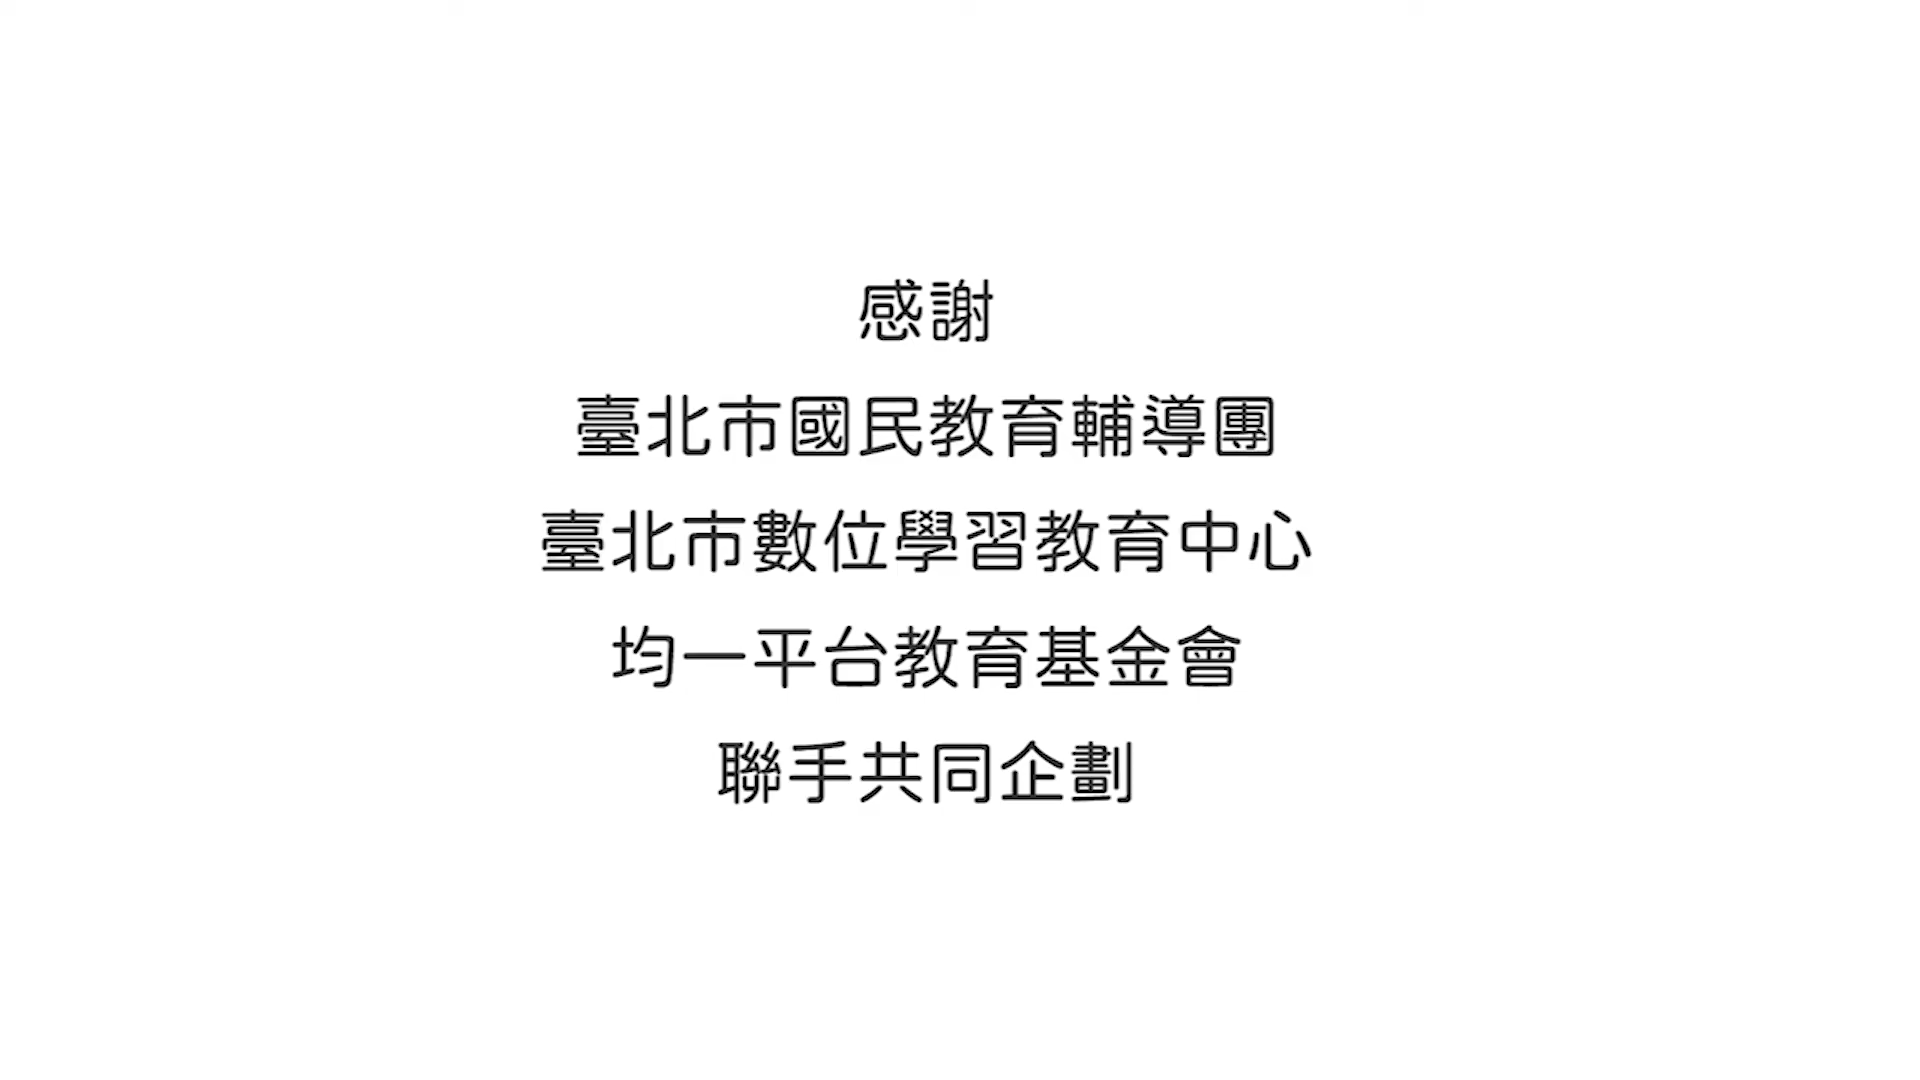 感謝
臺北市國民教育輔導團
臺北市數位學習教育中心
均一平台教育基金會
聯手共同企劃